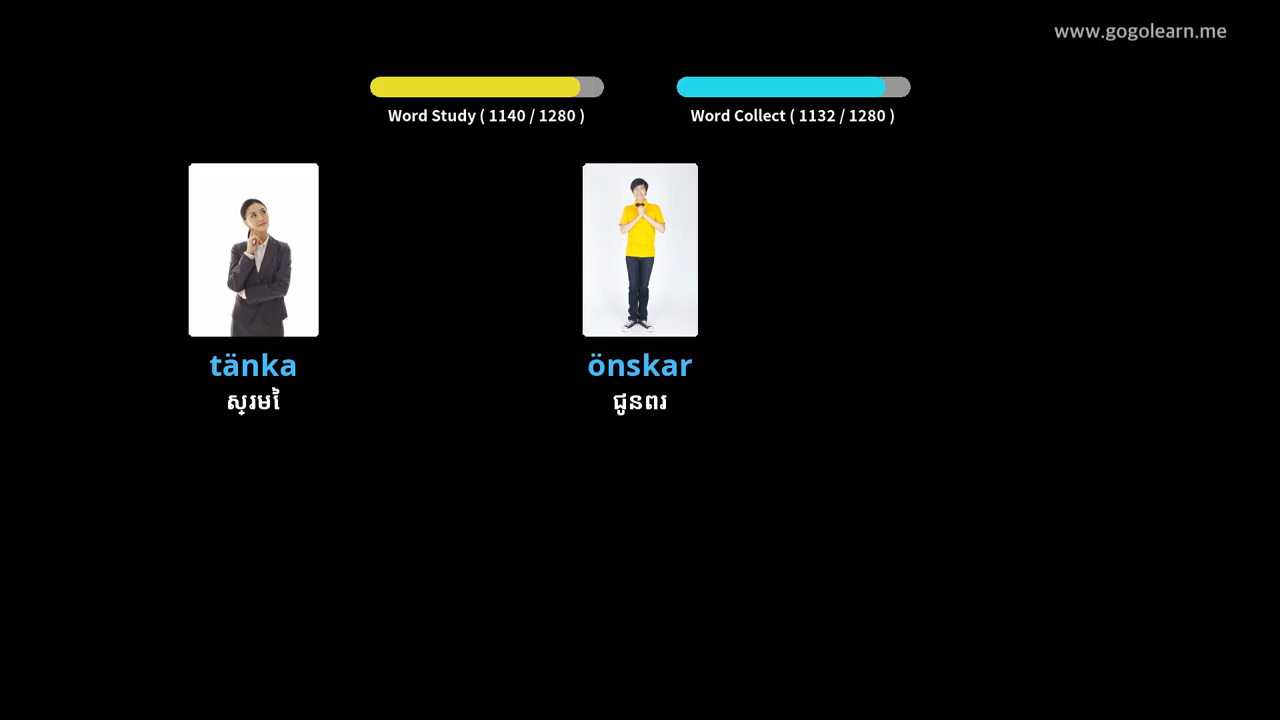 www.gogolearn.me
Word Study ( 1140 / 1280 )
Word Collect ( 1132 / 1280 )
tänka
ស្រមៃ
önskar
ជូនពរ